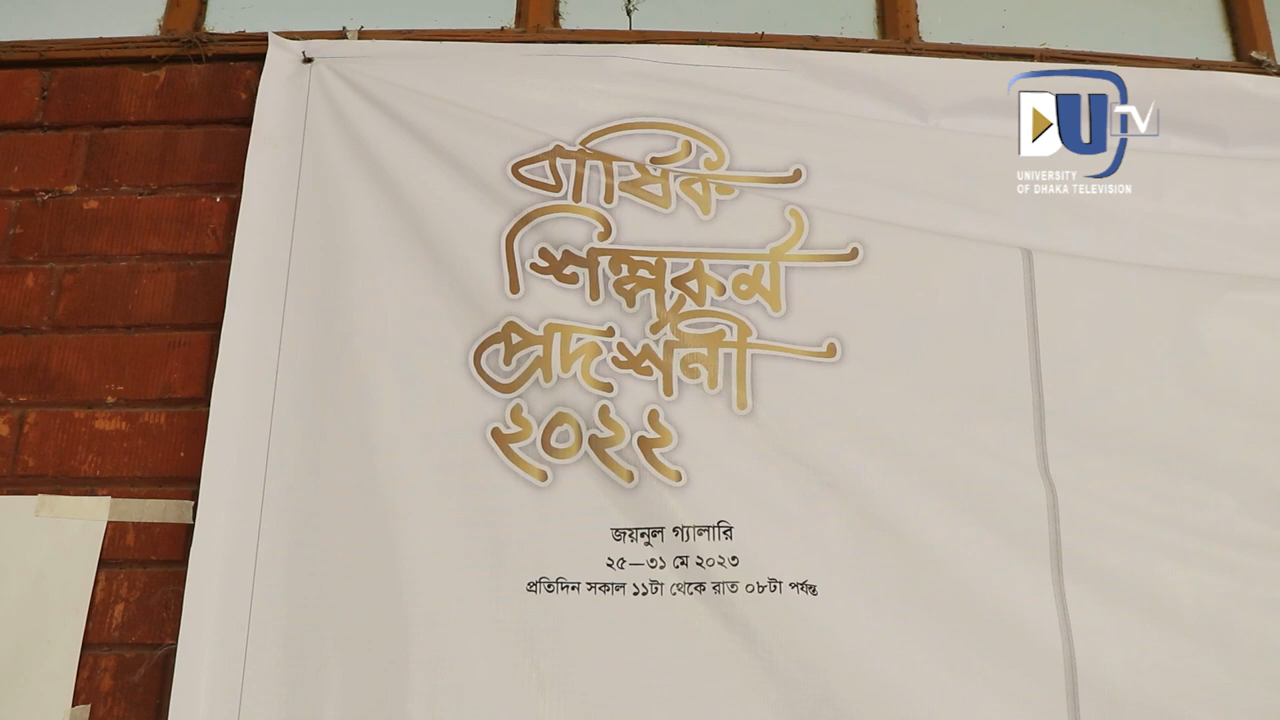 বার্ষিক
শিল্পকর্ম
প্রদর্শনী
২০২২
জয়নুল গ্যালারি
২৫—৩১ মে ২০২৩
প্রতিদিন সকাল ১১টা থেকে রাত ০৮টা পর্যন্ত
DU TV
UNIVERSITY
OF DHAKA TELEVISION